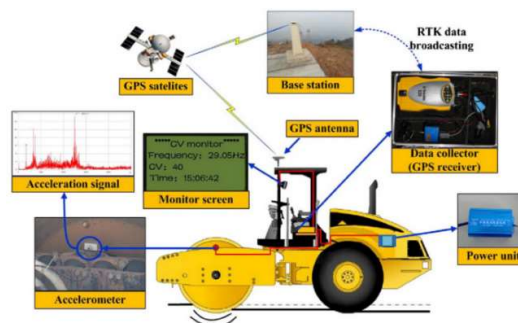 RTK data
broadcasting
GPS satelites
Base station
GPS antenna
*****CV monitor*****
Frequency: 29.05Hz
CV: 40
Time: 15:06:42
Data collector
(GPS receiver)
Acceleration signal
Monitor screen
Accelerometer
Power unit